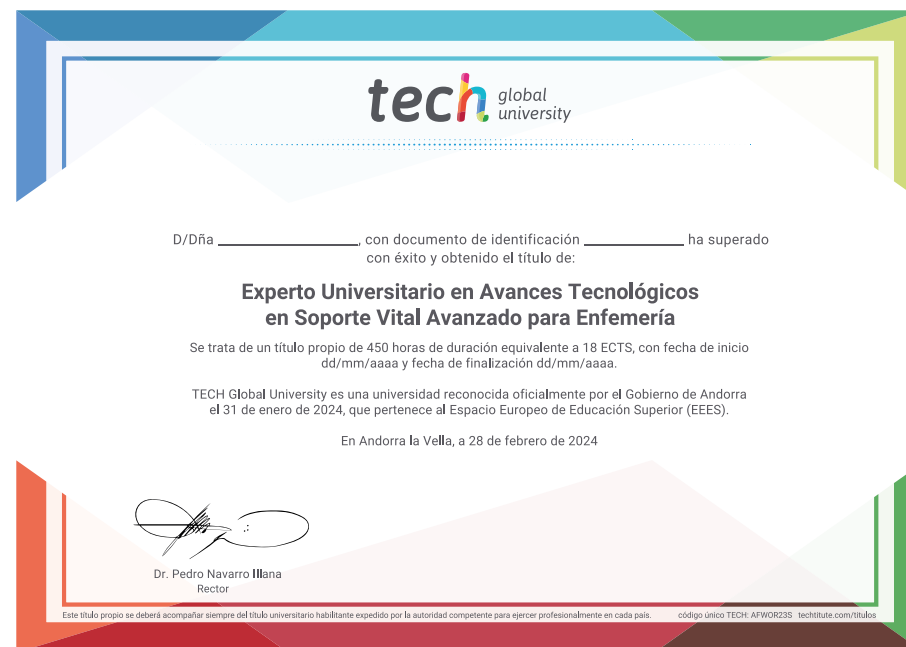 tech global
university
D/Dña ________________, con documento de identificación ____________ ha superado
con éxito y obtenido el título de:
Experto Universitario en Avances Tecnológicos
en Soporte Vital Avanzado para Enfemería
Se trata de un título propio de 450 horas de duración equivalente a 18 ECTS, con fecha de inicio
dd/mm/aaaa y fecha de finalización dd/mm/aaaa.
TECH Global University es una universidad reconocida oficialmente por el Gobierno de Andorra
el 31 de enero de 2024, que pertenece al Espacio Europeo de Educación Superior (EEES).
En Andorra la Vella, a 28 de febrero de 2024
Dr. Pedro Navarro Illana
Rector
Este título propio se deberá acompañar siempre del título universitario habilitante expedido por la autoridad competente para ejercer profesionalmente en cada país. código único TECH: AFWOR23S techtitute.com/titulos